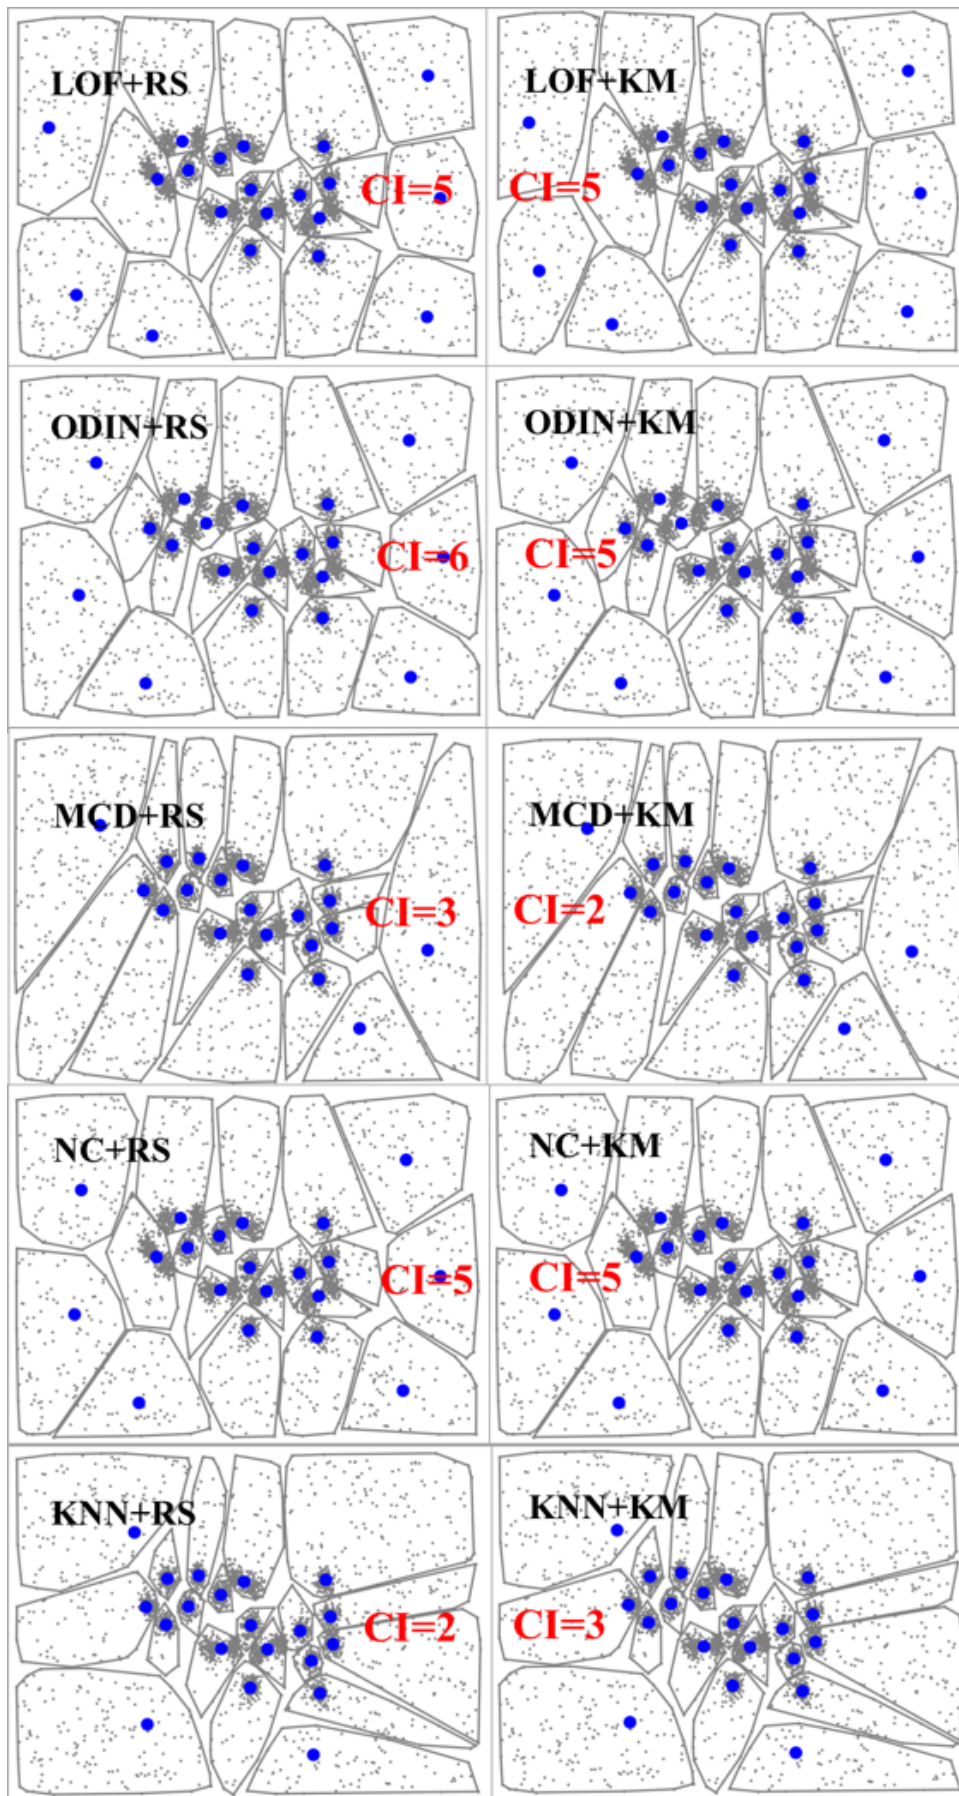 LOF+RS
CI=5
LOF+KM
CI=5
ODIN+RS
CI=6
ODIN+KM
CI=5
MCD+RS
CI=3
MCD+KM
CI=2
NC+RS
CI=5
NC+KM
CI=5
KNN+RS
CI=2
KNN+KM
CI=3